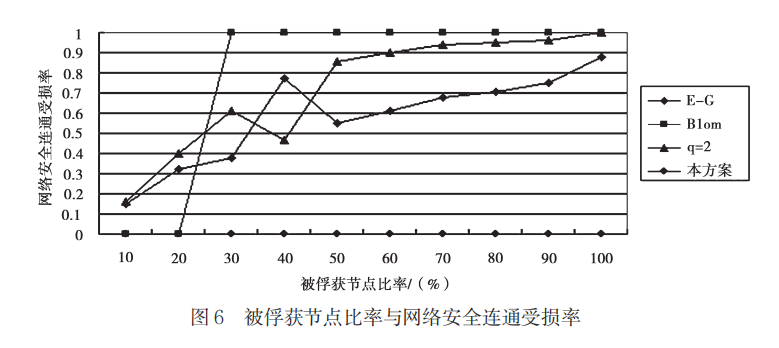 1
0.9
0.8
0.7
0.6
0.5
0.4
0.3
0.2
0.1
0
网络安全连通受损率
10 20 30 40 50 60 70 80 90 100
被俘获节点比率/(%)
E-G
B1om
q=2
本方案
图6 被俘获节点比率与网络安全连通受损率